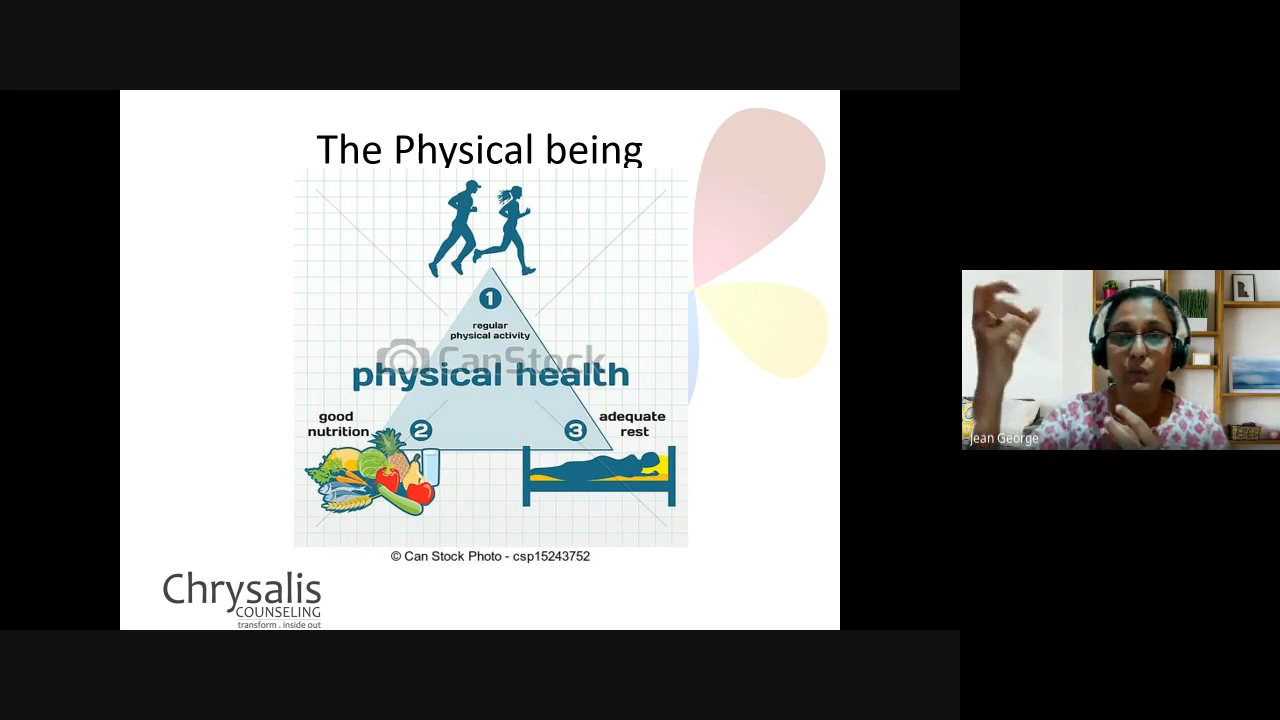 The Physical being
1
regular
physical activity
CanStock
physical health
good
nutrition
2
3
adequate
rest
© Can Stock Photo - csp15243752
Chrysalis
COUNSELING
transform . inside out
Jean George